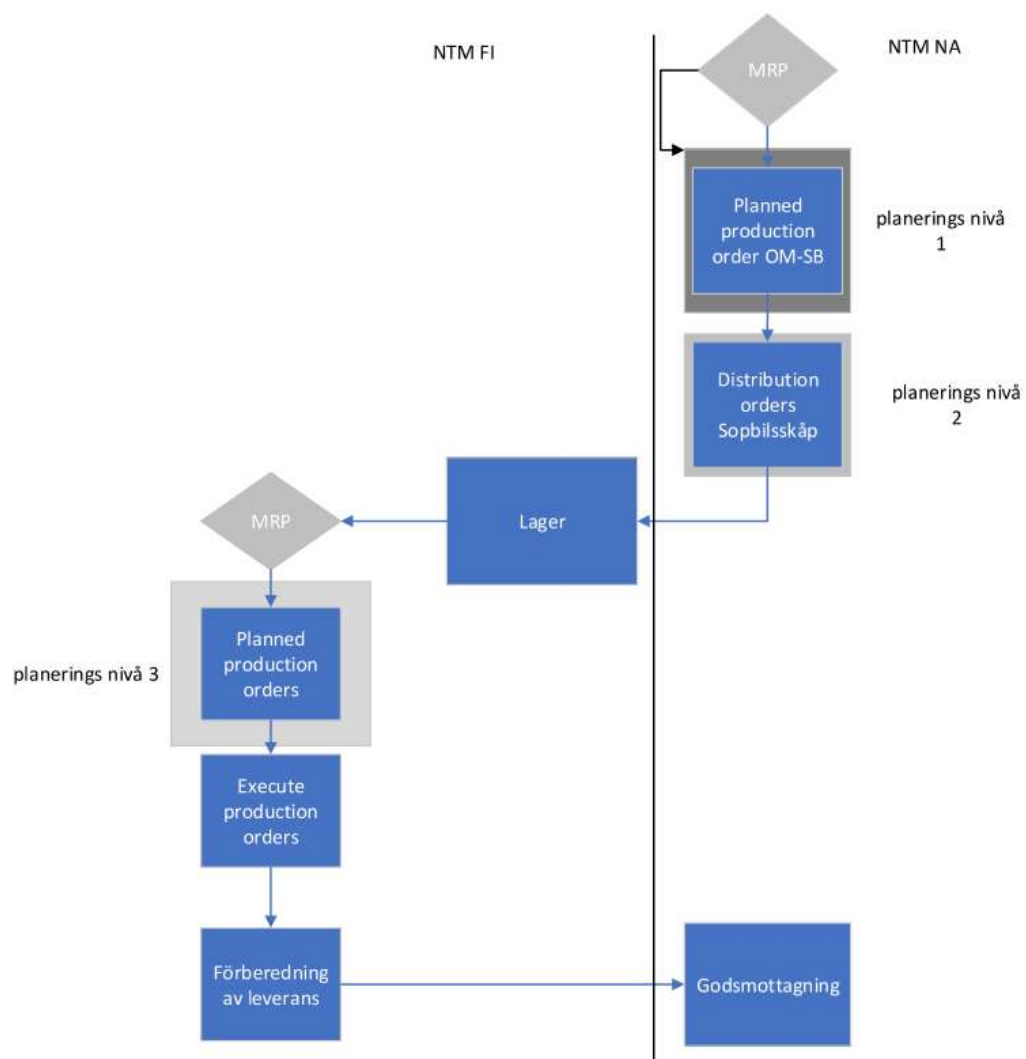 NTM FI
NTM NA
MRP
Planned
production
order OM-SB
planerings nivå
1
Distribution
orders
Sopbilsskåp
planerings nivå
2
Lager
MRP
Planned
production
orders
planerings nivå 3
Execute
production
orders
Förberedning
av leverans
Godsmottagning